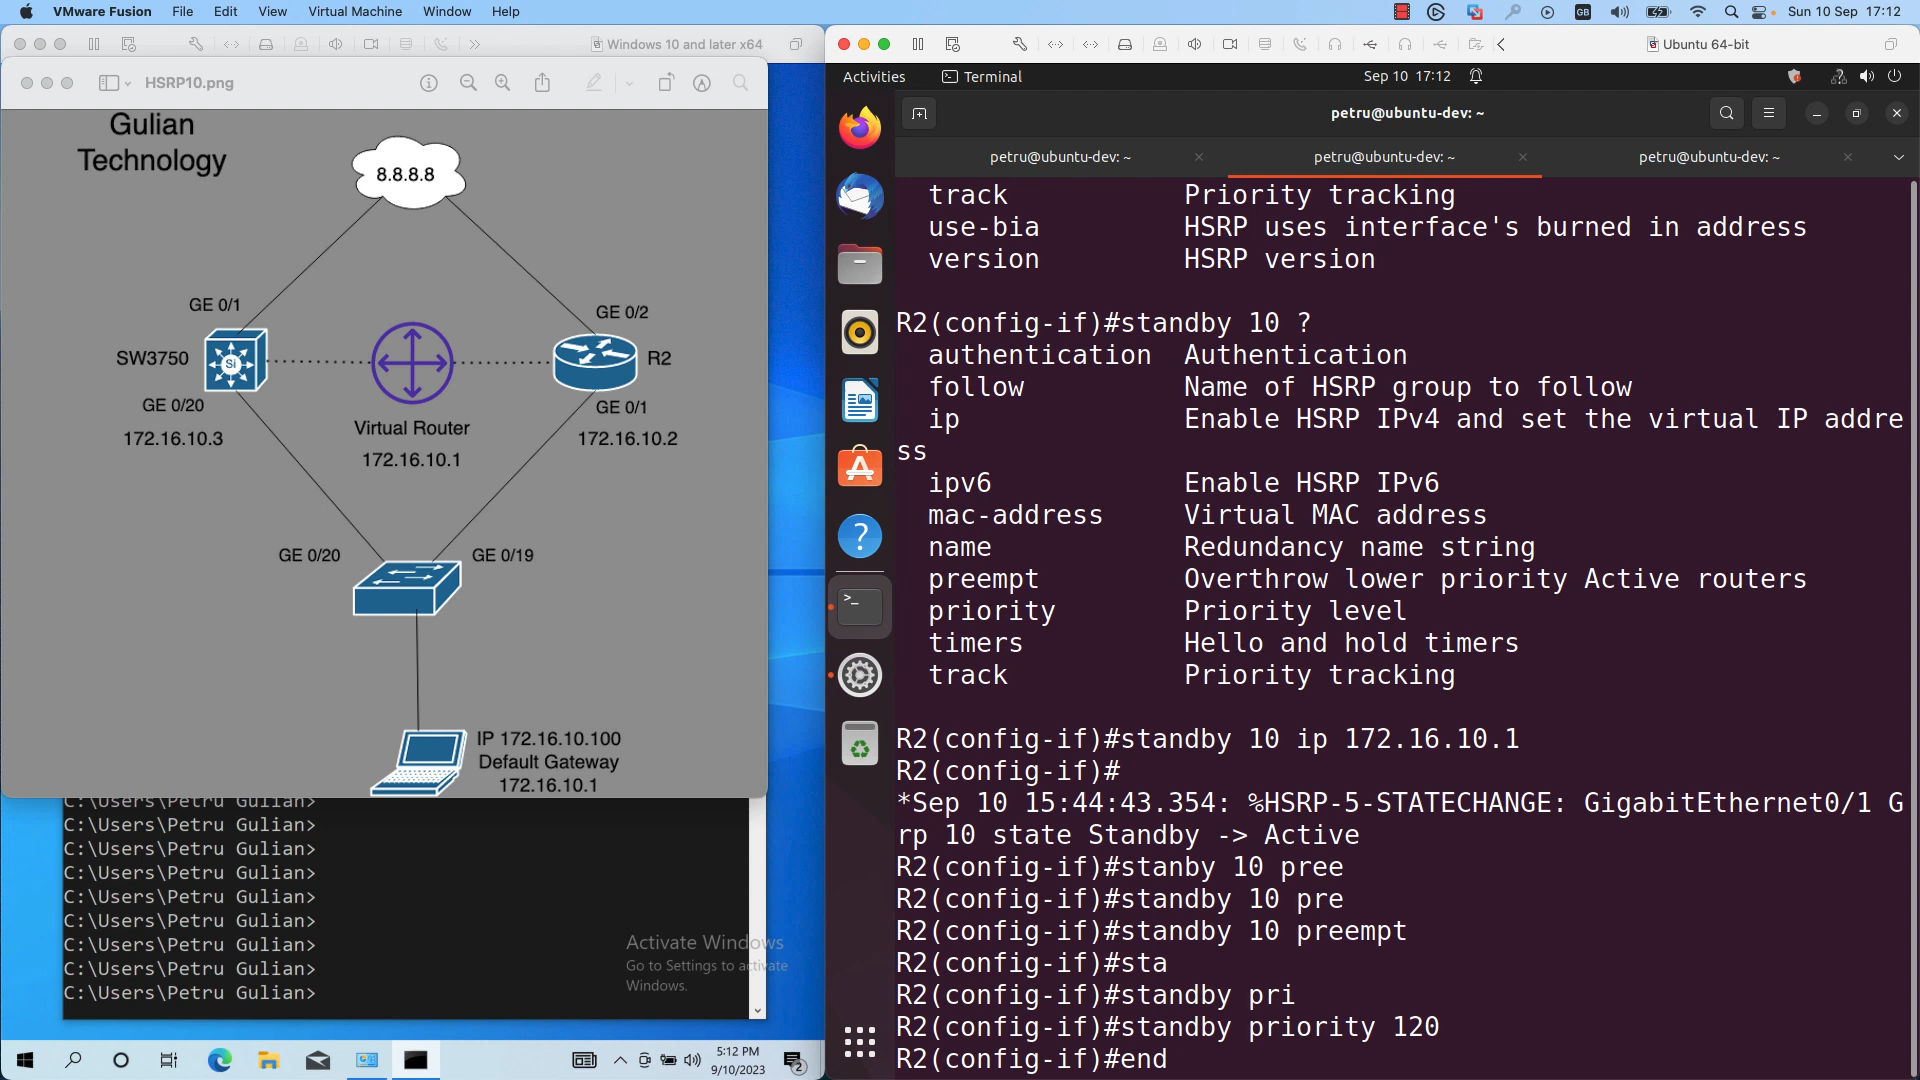 VMware Fusion File Edit View Virtual Machine Window Help GB Sun 10 Sep 17:12
Windows 10 and later x64
HSRP10.png
Gulian
Technology
8.8.8.8
GE 0/1
GE 0/2
SW3750
Si
R2
GE 0/20
GE 0/1
172.16.10.3
Virtual Router
172.16.10.2
172.16.10.1
GE 0/20
GE 0/19
IP 172.16.10.100
Default Gateway
172.16.10.1
C:\Users\Petru Gulian>
C:\Users\Petru Gulian>
C:\Users\Petru Gulian>
C:\Users\Petru Gulian>
C:\Users\Petru Gulian>
C:\Users\Petru Gulian>
C:\Users\Petru Gulian>
C:\Users\Petru Gulian>
C:\Users\Petru Gulian>
Activate Windows
Go to Settings to activate
Windows.
5:12 PM
9/10/2023
2
Ubuntu 64-bit
Activities Terminal Sep 10 17:12
petru@ubuntu-dev: ~
petru@ubuntu-dev: ~ petru@ubuntu-dev: ~ petru@ubuntu-dev: ~
track Priority tracking
use-bia HSRP uses interface's burned in address
version HSRP version
R2(config-if)#standby 10 ?
authentication Authentication
follow Name of HSRP group to follow
ip Enable HSRP IPv4 and set the virtual IP addre
ss
ipv6 Enable HSRP IPv6
mac-address Virtual MAC address
name Redundancy name string
preempt Overthrow lower priority Active routers
priority Priority level
timers Hello and hold timers
track Priority tracking
R2(config-if)#standby 10 ip 172.16.10.1
R2(config-if)#
*Sep 10 15:44:43.354: %HSRP-5-STATECHANGE: GigabitEthernet0/1 G
rp 10 state Standby -> Active
R2(config-if)#stanby 10 pree
R2(config-if)#standby 10 pre
R2(config-if)#standby 10 preempt
R2(config-if)#sta
R2(config-if)#standby pri
R2(config-if)#standby priority 120
R2(config-if)#end